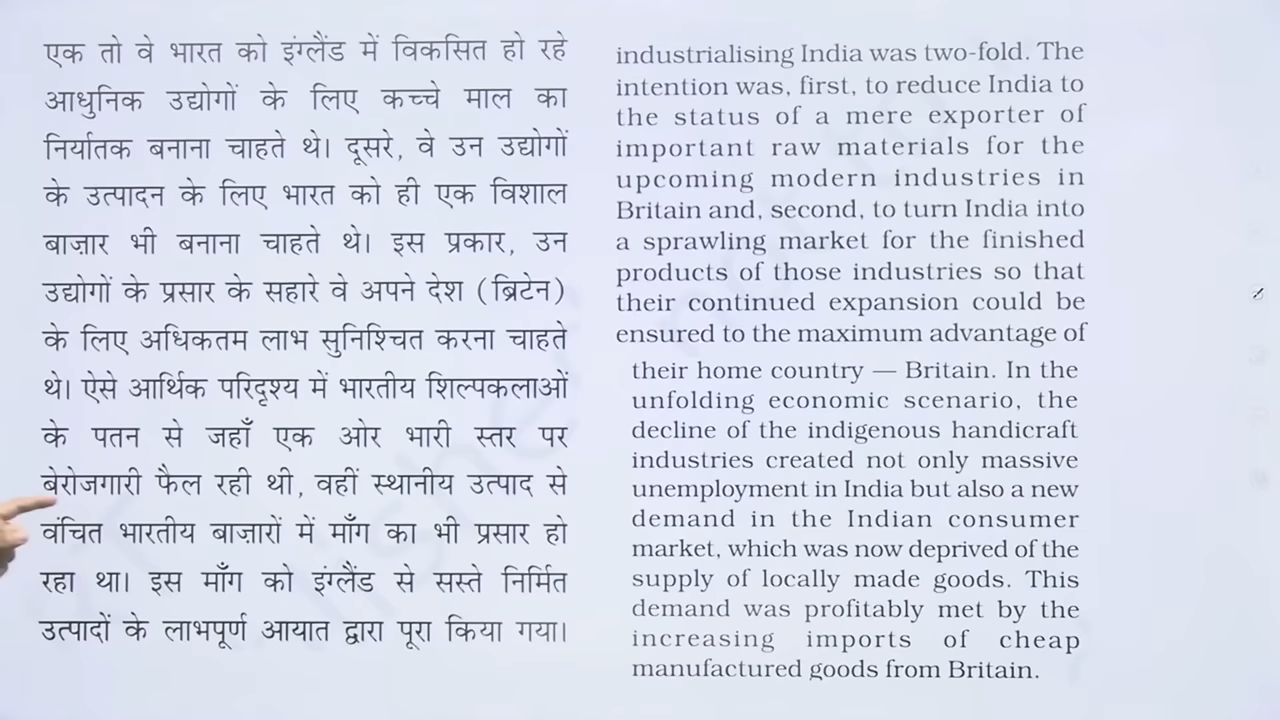 एक तो वे भारत को इंग्लैंड में विकसित हो रहे
आधुनिक उद्योगों के लिए कच्चे माल का
निर्यातक बनाना चाहते थे। दूसरे, वे उन उद्योगों
के उत्पादन के लिए भारत को ही एक विशाल
बाज़ार भी बनाना चाहते थे। इस प्रकार, उन
उद्योगों के प्रसार के सहारे वे अपने देश (ब्रिटेन)
के लिए अधिकतम लाभ सुनिश्चित करना चाहते
थे। ऐसे आर्थिक परिदृश्य में भारतीय शिल्पकलाओं
के पतन से जहाँ एक ओर भारी स्तर पर
बेरोजगारी फैल रही थी, वहीं स्थानीय उत्पाद से
वंचित भारतीय बाज़ारों में माँग का भी प्रसार हो
रहा था। इस माँग को इंग्लैंड से सस्ते निर्मित
उत्पादों के लाभपूर्ण आयात द्वारा पूरा किया गया।
industrialising India was two-fold. The
intention was, first, to reduce India to
the status of a mere exporter of
important raw materials for the
upcoming modern industries in
Britain and, second, to turn India into
a sprawling market for the finished
products of those industries so that
their continued expansion could be
ensured to the maximum advantage of
their home country — Britain. In the
unfolding economic scenario, the
decline of the indigenous handicraft
industries created not only massive
unemployment in India but also a new
demand in the Indian consumer
market, which was now deprived of the
supply of locally made goods. This
demand was profitably met by the
increasing imports of cheap
manufactured goods from Britain.